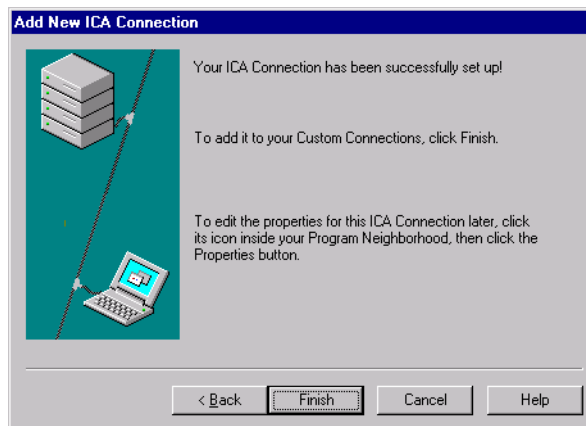 Add New ICA Connection
Your ICA Connection has been successfully set up!
To add it to your Custom Connections, click Finish.
To edit the properties for this ICA Connection later, click
its icon inside your Program Neighborhood, then click the
Properties button.
< Back
Finish
Cancel
Help